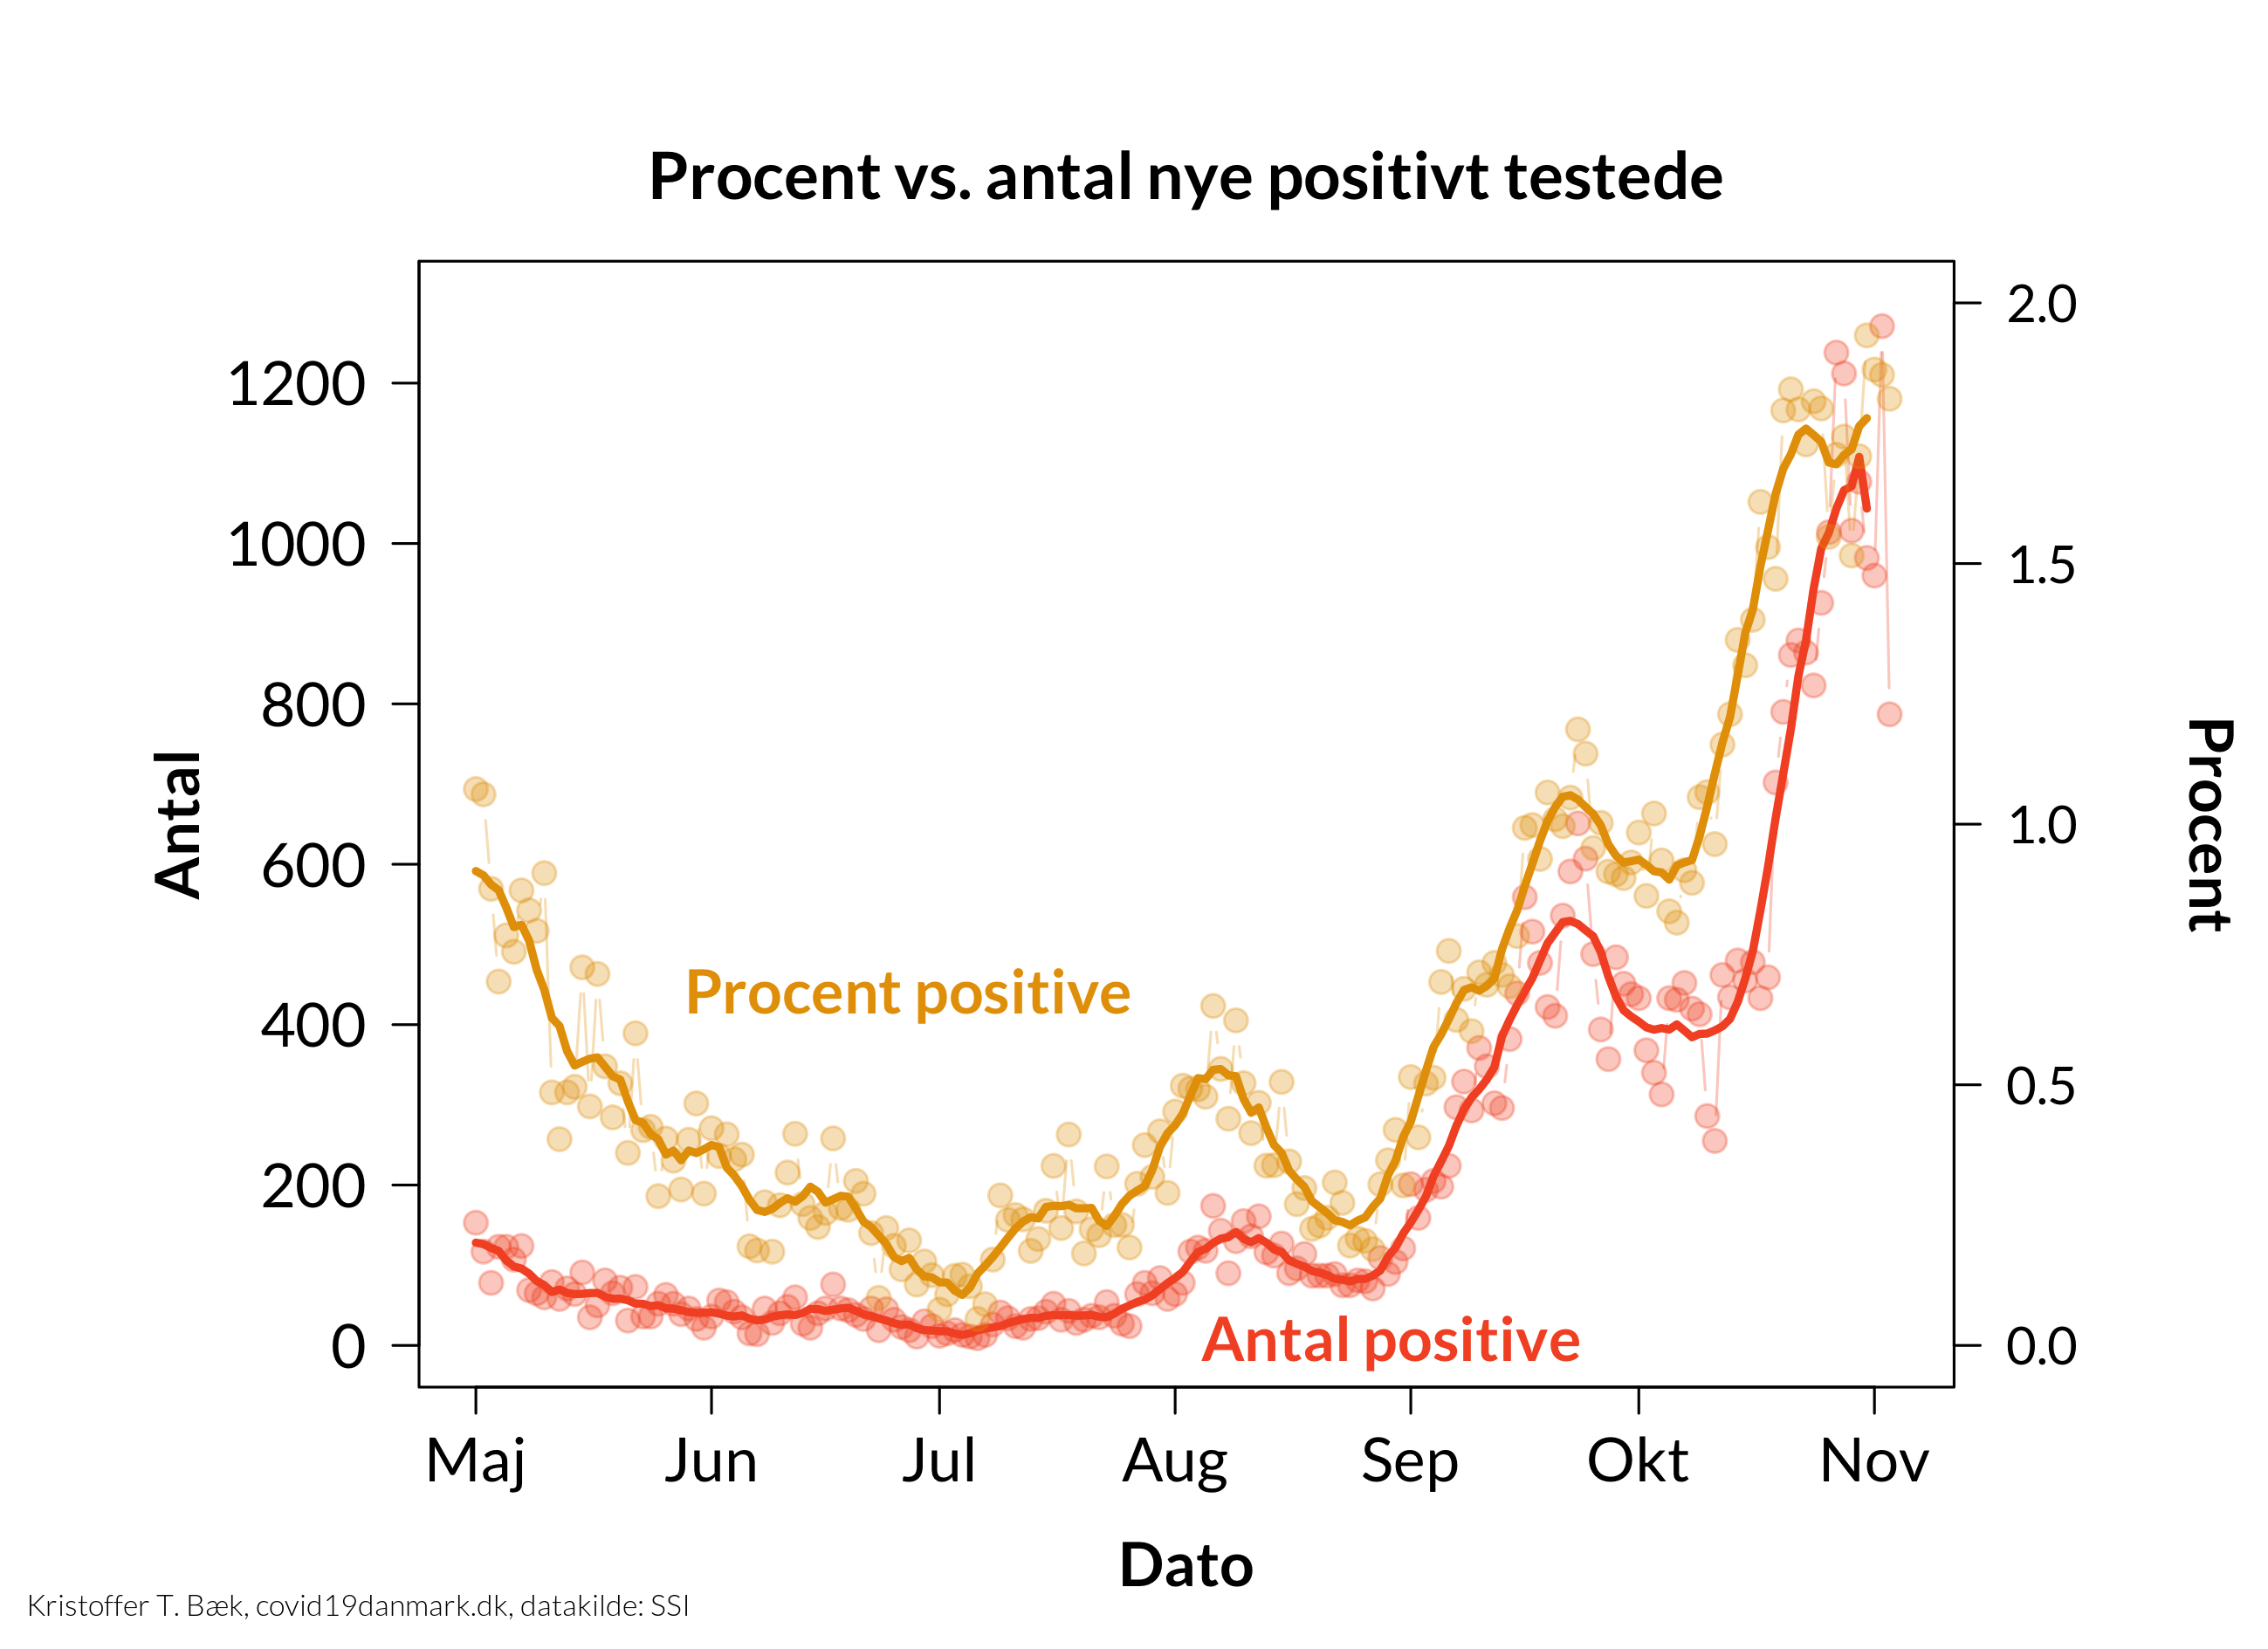 Procent vs. antal nye positivt testede
1200
1000
800
600
400
200
0
Antal
2.0
1.5
1.0
0.5
0.0
Procent
Procent positive
Antal positive
Maj Jun Jul Aug Sep Okt Nov
Dato
Kristoffer T. Bæk, covid19danmark.dk, datakilde: SSI